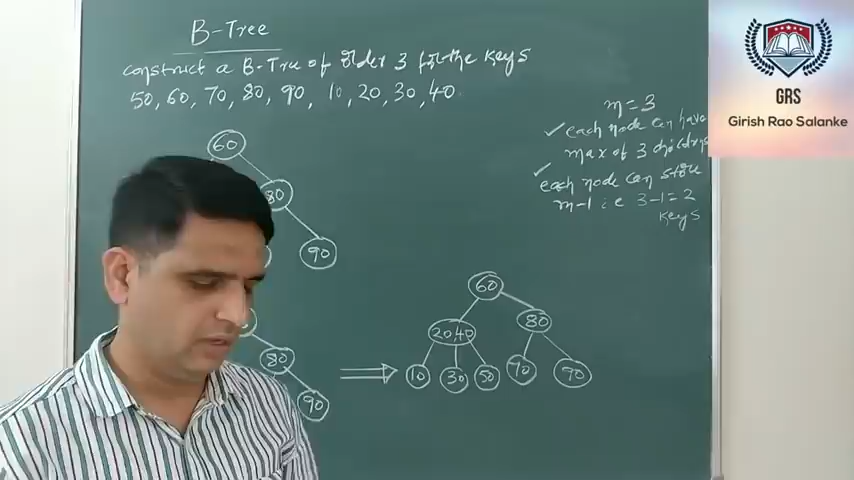 B-Tree
construct a B-Tree of order 3 for the keys
50, 60, 70, 80, 90, 10, 20, 30, 40
m = 3
each node can have
max of 3 childrens
each node can store
m-1 i.e 3-1=2
keys
60
80
90
80
90
60
20,40
80
10
30
50
70
90
GRS
Girish Rao Salanke